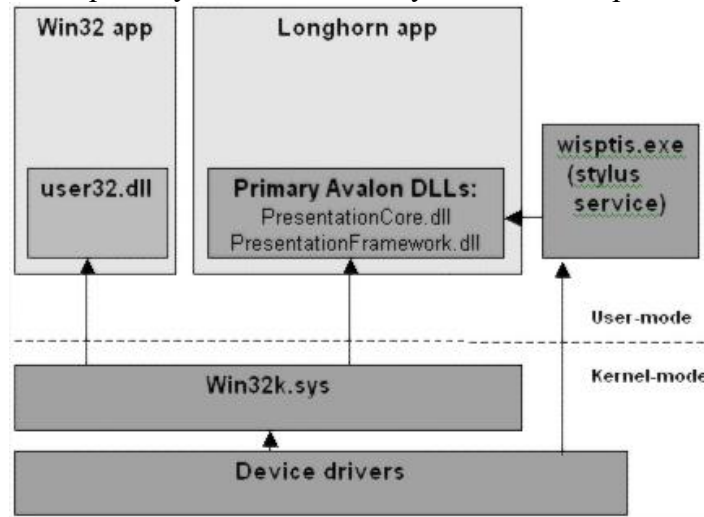 Win32 app
Longhorn app
user32.dll
Primary Avalon DLLs:
PresentationCore.dll
PresentationFramework.dll
wisptis.exe
(stylus
service)
User-mode
Kernel-mode
Win32k.sys
Device drivers